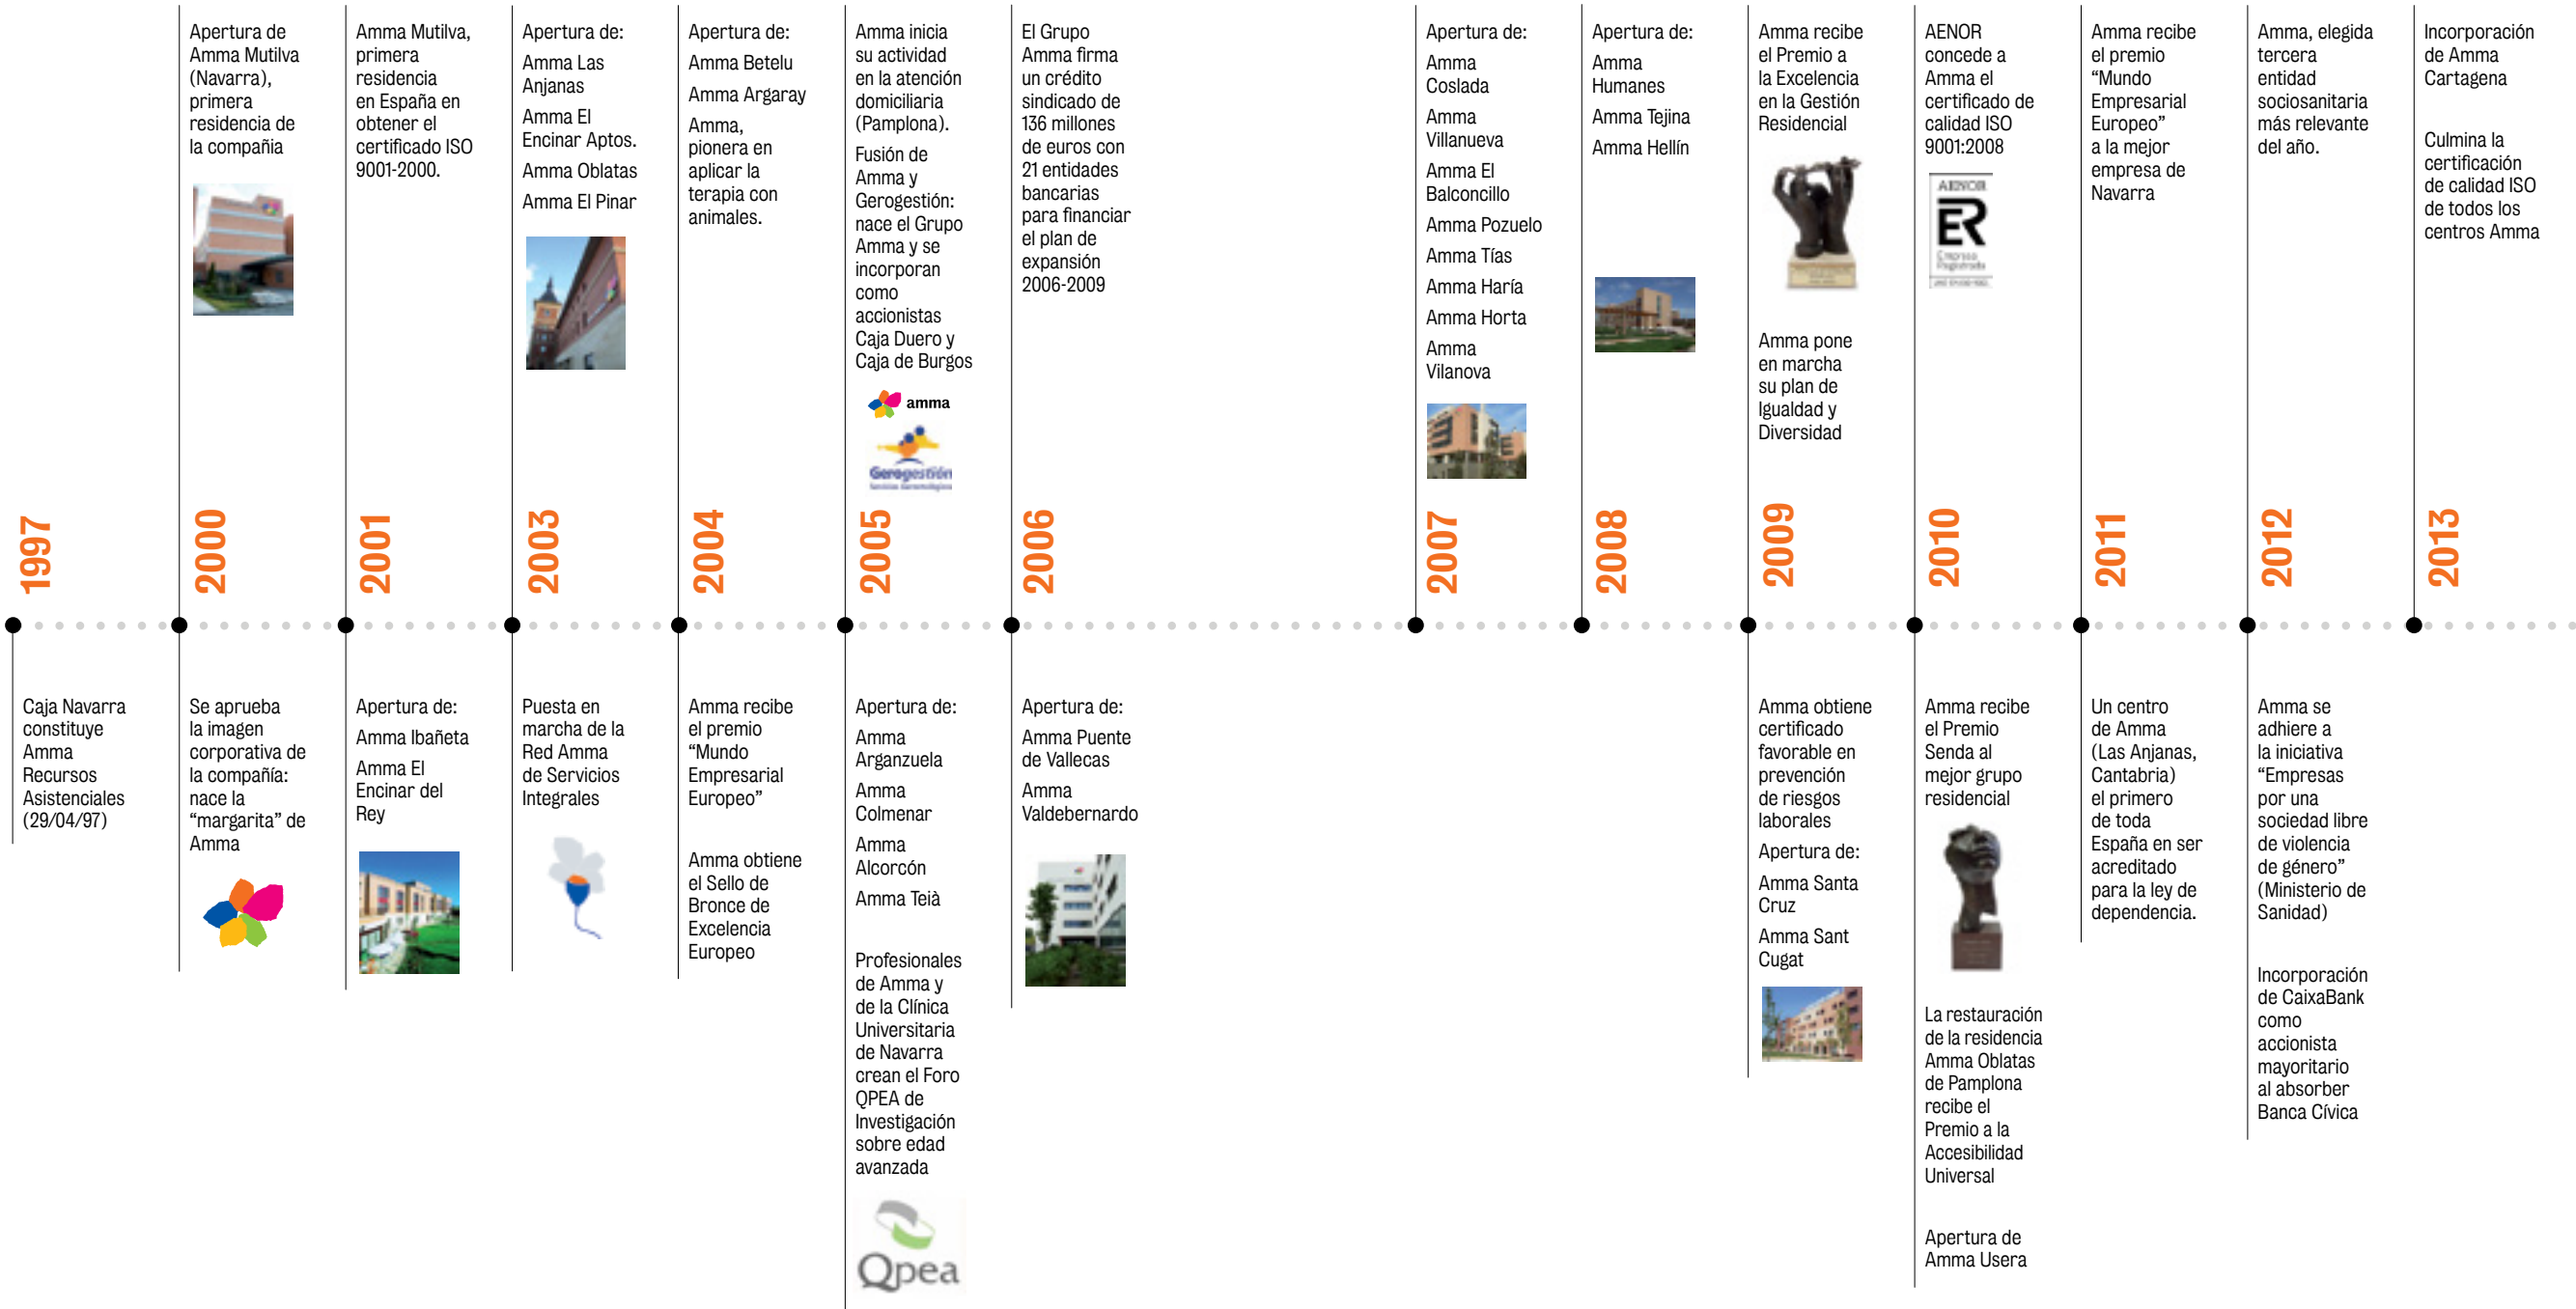 1997
Caja Navarra
constituye
Amma
Recursos
Asistenciales
(29/04/97)
Apertura de
Amma Mutilva
(Navarra),
primera
residencia de
la compañia
2000
Se aprueba
la imagen
corporativa de
la compañía:
nace la
“margarita” de
Amma
Amma Mutilva,
primera
residencia
en España en
obtener el
certificado ISO
9001-2000.
2001
Apertura de:
Amma Ibañeta
Amma El
Encinar del
Rey
Apertura de:
Amma Las
Anjanas
Amma El
Encinar Aptos.
Amma Oblatas
Amma El Pinar
2003
Puesta en
marcha de la
Red Amma
de Servicios
Integrales
Apertura de:
Amma Betelu
Amma Argaray
Amma,
pionera en
aplicar la
terapia con
animales.
2004
Amma recibe
el premio
“Mundo
Empresarial
Europeo”
Amma obtiene
el Sello de
Bronce de
Excelencia
Europeo
Amma inicia
su actividad
en la atención
domiciliaria
(Pamplona).
Fusión de
Amma y
Gerogestión:
nace el Grupo
Amma y se
incorporan
como
accionistas
Caja Duero y
Caja de Burgos
amma
Gerogestión
2005
Apertura de:
Amma
Arganzuela
Amma
Colmenar
Amma
Alcorcón
Amma Teià
Profesionales
de Amma y
de la Clínica
Universitaria
de Navarra
crean el Foro
QPEA de
Investigación
sobre edad
avanzada
Qpea
El Grupo
Amma firma
un crédito
sindicado de
136 millones
de euros con
21 entidades
bancarias
para financiar
el plan de
expansión
2006-2009
2006
Apertura de:
Amma Puente
de Vallecas
Amma
Valdebernardo
Apertura de:
Amma
Coslada
Amma
Villanueva
Amma El
Balconcillo
Amma Pozuelo
Amma Tías
Amma Haría
Amma Horta
Amma
Vilanova
2007
Apertura de:
Amma
Humanes
Amma Tejina
Amma Hellín
2008
Amma recibe
el Premio a
la Excelencia
en la Gestión
Residencial
Amma pone
en marcha
su plan de
Igualdad y
Diversidad
2009
Amma obtiene
certificado
favorable en
prevención
de riesgos
laborales
Apertura de:
Amma Santa
Cruz
Amma Sant
Cugat
AENOR
concede a
Amma el
certificado de
calidad ISO
9001:2008
AENOR
ER
Empresa
Registrada
2010
Amma recibe
el Premio
Senda al
mejor grupo
residencial
La restauración
de la residencia
Amma Oblatas
de Pamplona
recibe el
Premio a la
Accesibilidad
Universal
Apertura de
Amma Usera
Amma recibe
el premio
“Mundo
Empresarial
Europeo”
a la mejor
empresa de
Navarra
2011
Un centro
de Amma
(Las Anjanas,
Cantabria)
el primero
de toda
España en ser
acreditado
para la ley de
dependencia.
Amma, elegida
tercera
entidad
sociosanitaria
más relevante
del año.
2012
Amma se
adhiere a
la iniciativa
“Empresas
por una
sociedad libre
de violencia
de género”
(Ministerio de
Sanidad)
Incorporación
de CaixaBank
como
accionista
mayoritario
al absorber
Banca Cívica
Incorporación
de Amma
Cartagena
Culmina la
certificación
de calidad ISO
de todos los
centros Amma
2013